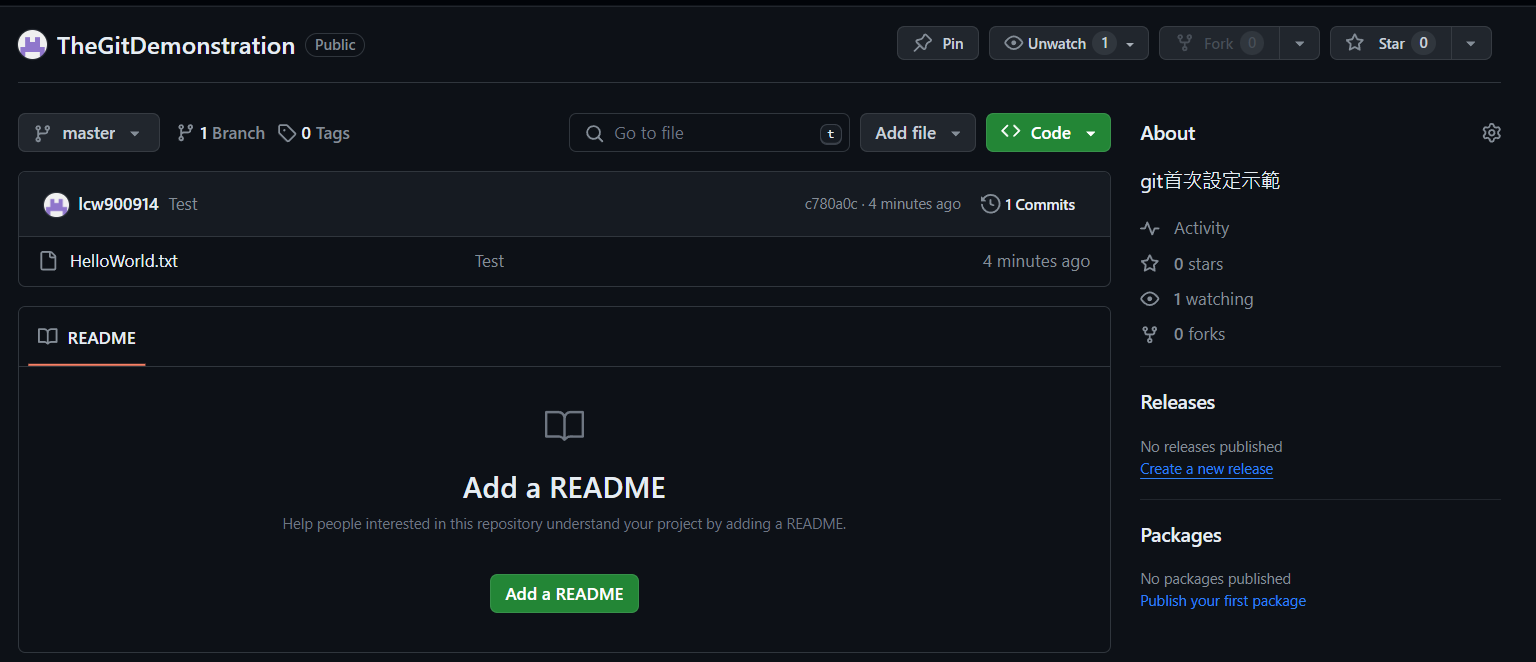 TheGitDemonstration Public Pin Unwatch 1 Fork 0 Star 0
master 1 Branch 0 Tags Go to file t Add file Code
lcw900914 Test c780a0c · 4 minutes ago 1 Commits
HelloWorld.txt Test 4 minutes ago
README
Add a README
Help people interested in this repository understand your project by adding a README.
Add a README
About
git首次設定示範
Activity
0 stars
1 watching
0 forks
Releases
No releases published
Create a new release
Packages
No packages published
Publish your first package